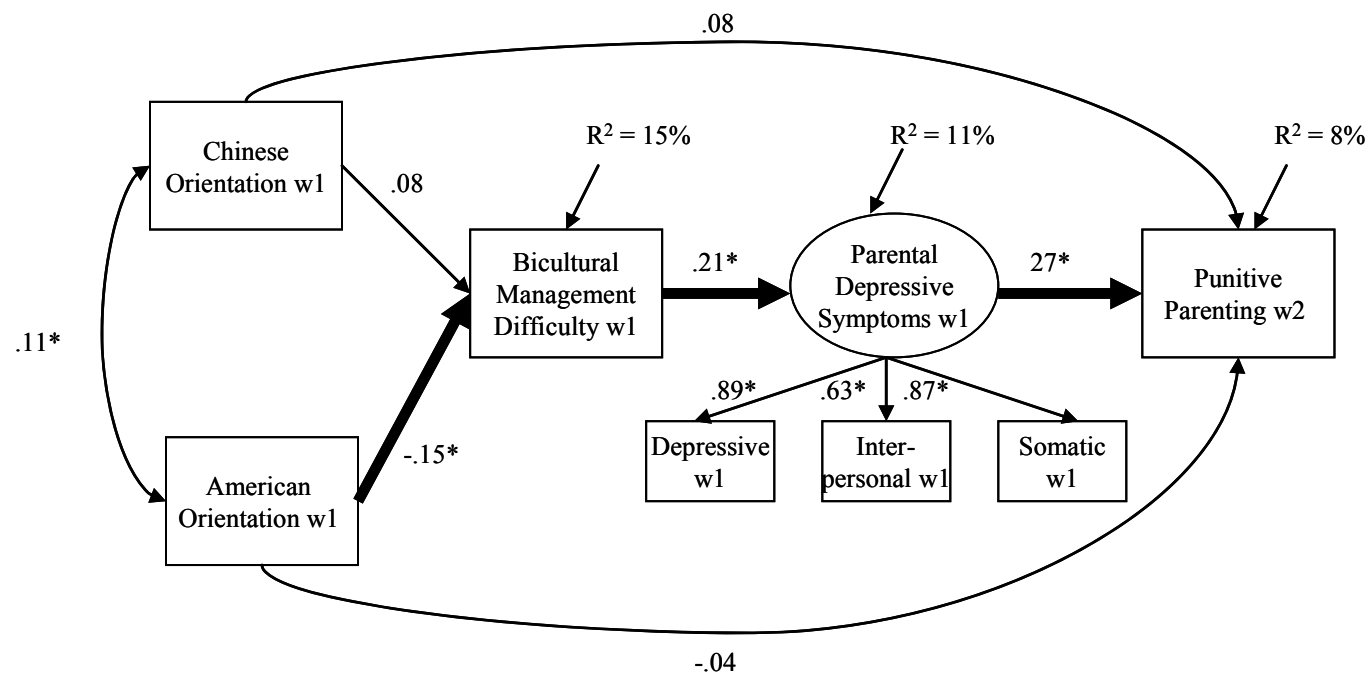 .08
R² = 15%
R² = 11%
R² = 8%
Chinese
Orientation w1
.08
Bicultural
Management
Difficulty w1
.21*
Parental
Depressive
Symptoms w1
27*
Punitive
Parenting w2
.11*
.89*
.63*
.87*
-.15*
Depressive
w1
Inter-
personal w1
Somatic
w1
American
Orientation w1
-.04